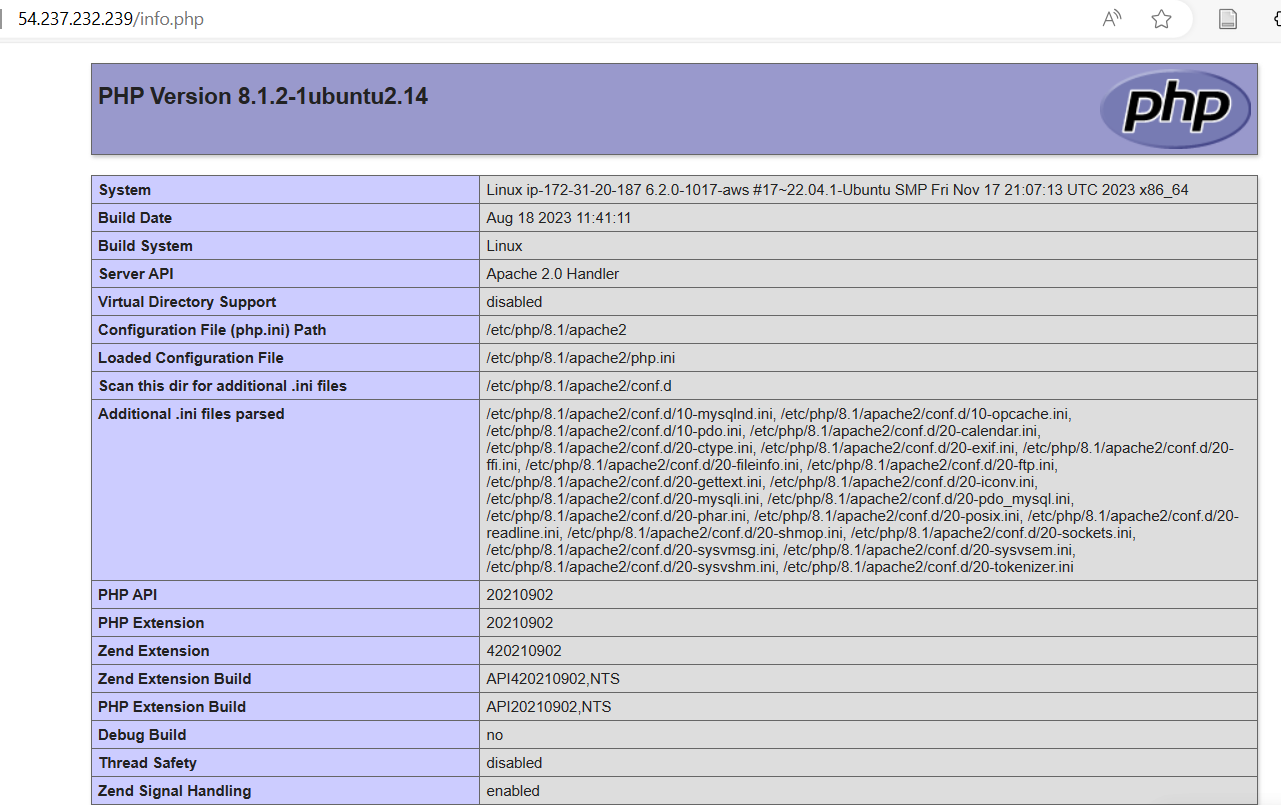 54.237.232.239/info.php
PHP Version 8.1.2-1ubuntu2.14
php
System Linux ip-172-31-20-187 6.2.0-1017-aws #17~22.04.1-Ubuntu SMP Fri Nov 17 21:07:13 UTC 2023 x86_64
Build Date Aug 18 2023 11:41:11
Build System Linux
Server API Apache 2.0 Handler
Virtual Directory Support disabled
Configuration File (php.ini) Path /etc/php/8.1/apache2
Loaded Configuration File /etc/php/8.1/apache2/php.ini
Scan this dir for additional .ini files /etc/php/8.1/apache2/conf.d
Additional .ini files parsed /etc/php/8.1/apache2/conf.d/10-mysqlnd.ini, /etc/php/8.1/apache2/conf.d/10-opcache.ini,
/etc/php/8.1/apache2/conf.d/10-pdo.ini, /etc/php/8.1/apache2/conf.d/20-calendar.ini,
/etc/php/8.1/apache2/conf.d/20-ctype.ini, /etc/php/8.1/apache2/conf.d/20-exif.ini, /etc/php/8.1/apache2/conf.d/20-
ffi.ini, /etc/php/8.1/apache2/conf.d/20-fileinfo.ini, /etc/php/8.1/apache2/conf.d/20-ftp.ini,
/etc/php/8.1/apache2/conf.d/20-gettext.ini, /etc/php/8.1/apache2/conf.d/20-iconv.ini,
/etc/php/8.1/apache2/conf.d/20-mysqli.ini, /etc/php/8.1/apache2/conf.d/20-pdo_mysql.ini,
/etc/php/8.1/apache2/conf.d/20-phar.ini, /etc/php/8.1/apache2/conf.d/20-posix.ini, /etc/php/8.1/apache2/conf.d/20-
readline.ini, /etc/php/8.1/apache2/conf.d/20-shmop.ini, /etc/php/8.1/apache2/conf.d/20-sockets.ini,
/etc/php/8.1/apache2/conf.d/20-sysvmsg.ini, /etc/php/8.1/apache2/conf.d/20-sysvsem.ini,
/etc/php/8.1/apache2/conf.d/20-sysvshm.ini, /etc/php/8.1/apache2/conf.d/20-tokenizer.ini
PHP API 20210902
PHP Extension 20210902
Zend Extension 420210902
Zend Extension Build API420210902,NTS
PHP Extension Build API20210902,NTS
Debug Build no
Thread Safety disabled
Zend Signal Handling enabled